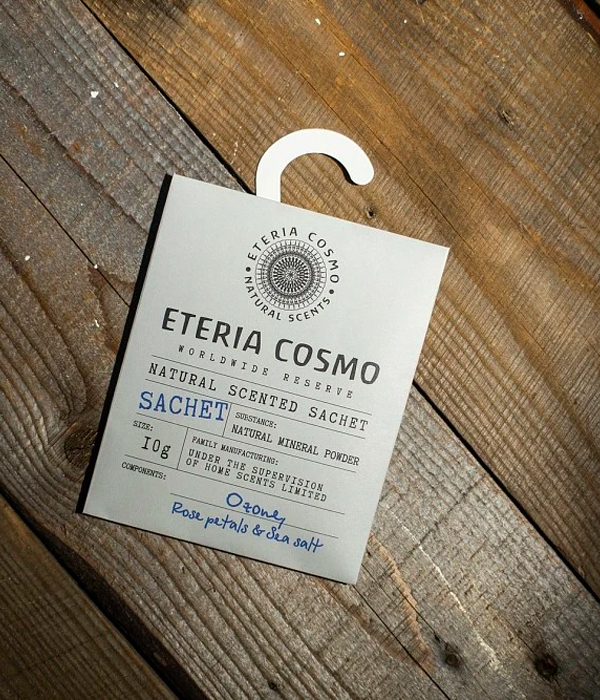 • ETERIA COSMO •
NATURAL SCENTS
ETERIA COSMO
WORLDWIDE RESERVE
NATURAL SCENTED SACHET
SACHET
SUBSTANCE:
NATURAL MINERAL POWDER
SIZE:
10g
FAMILY MANUFACTURING:
UNDER THE SUPERVISION
OF HOME SCENTS LIMITED
COMPONENTS:
Ozoney
Rose petals & Sea salt